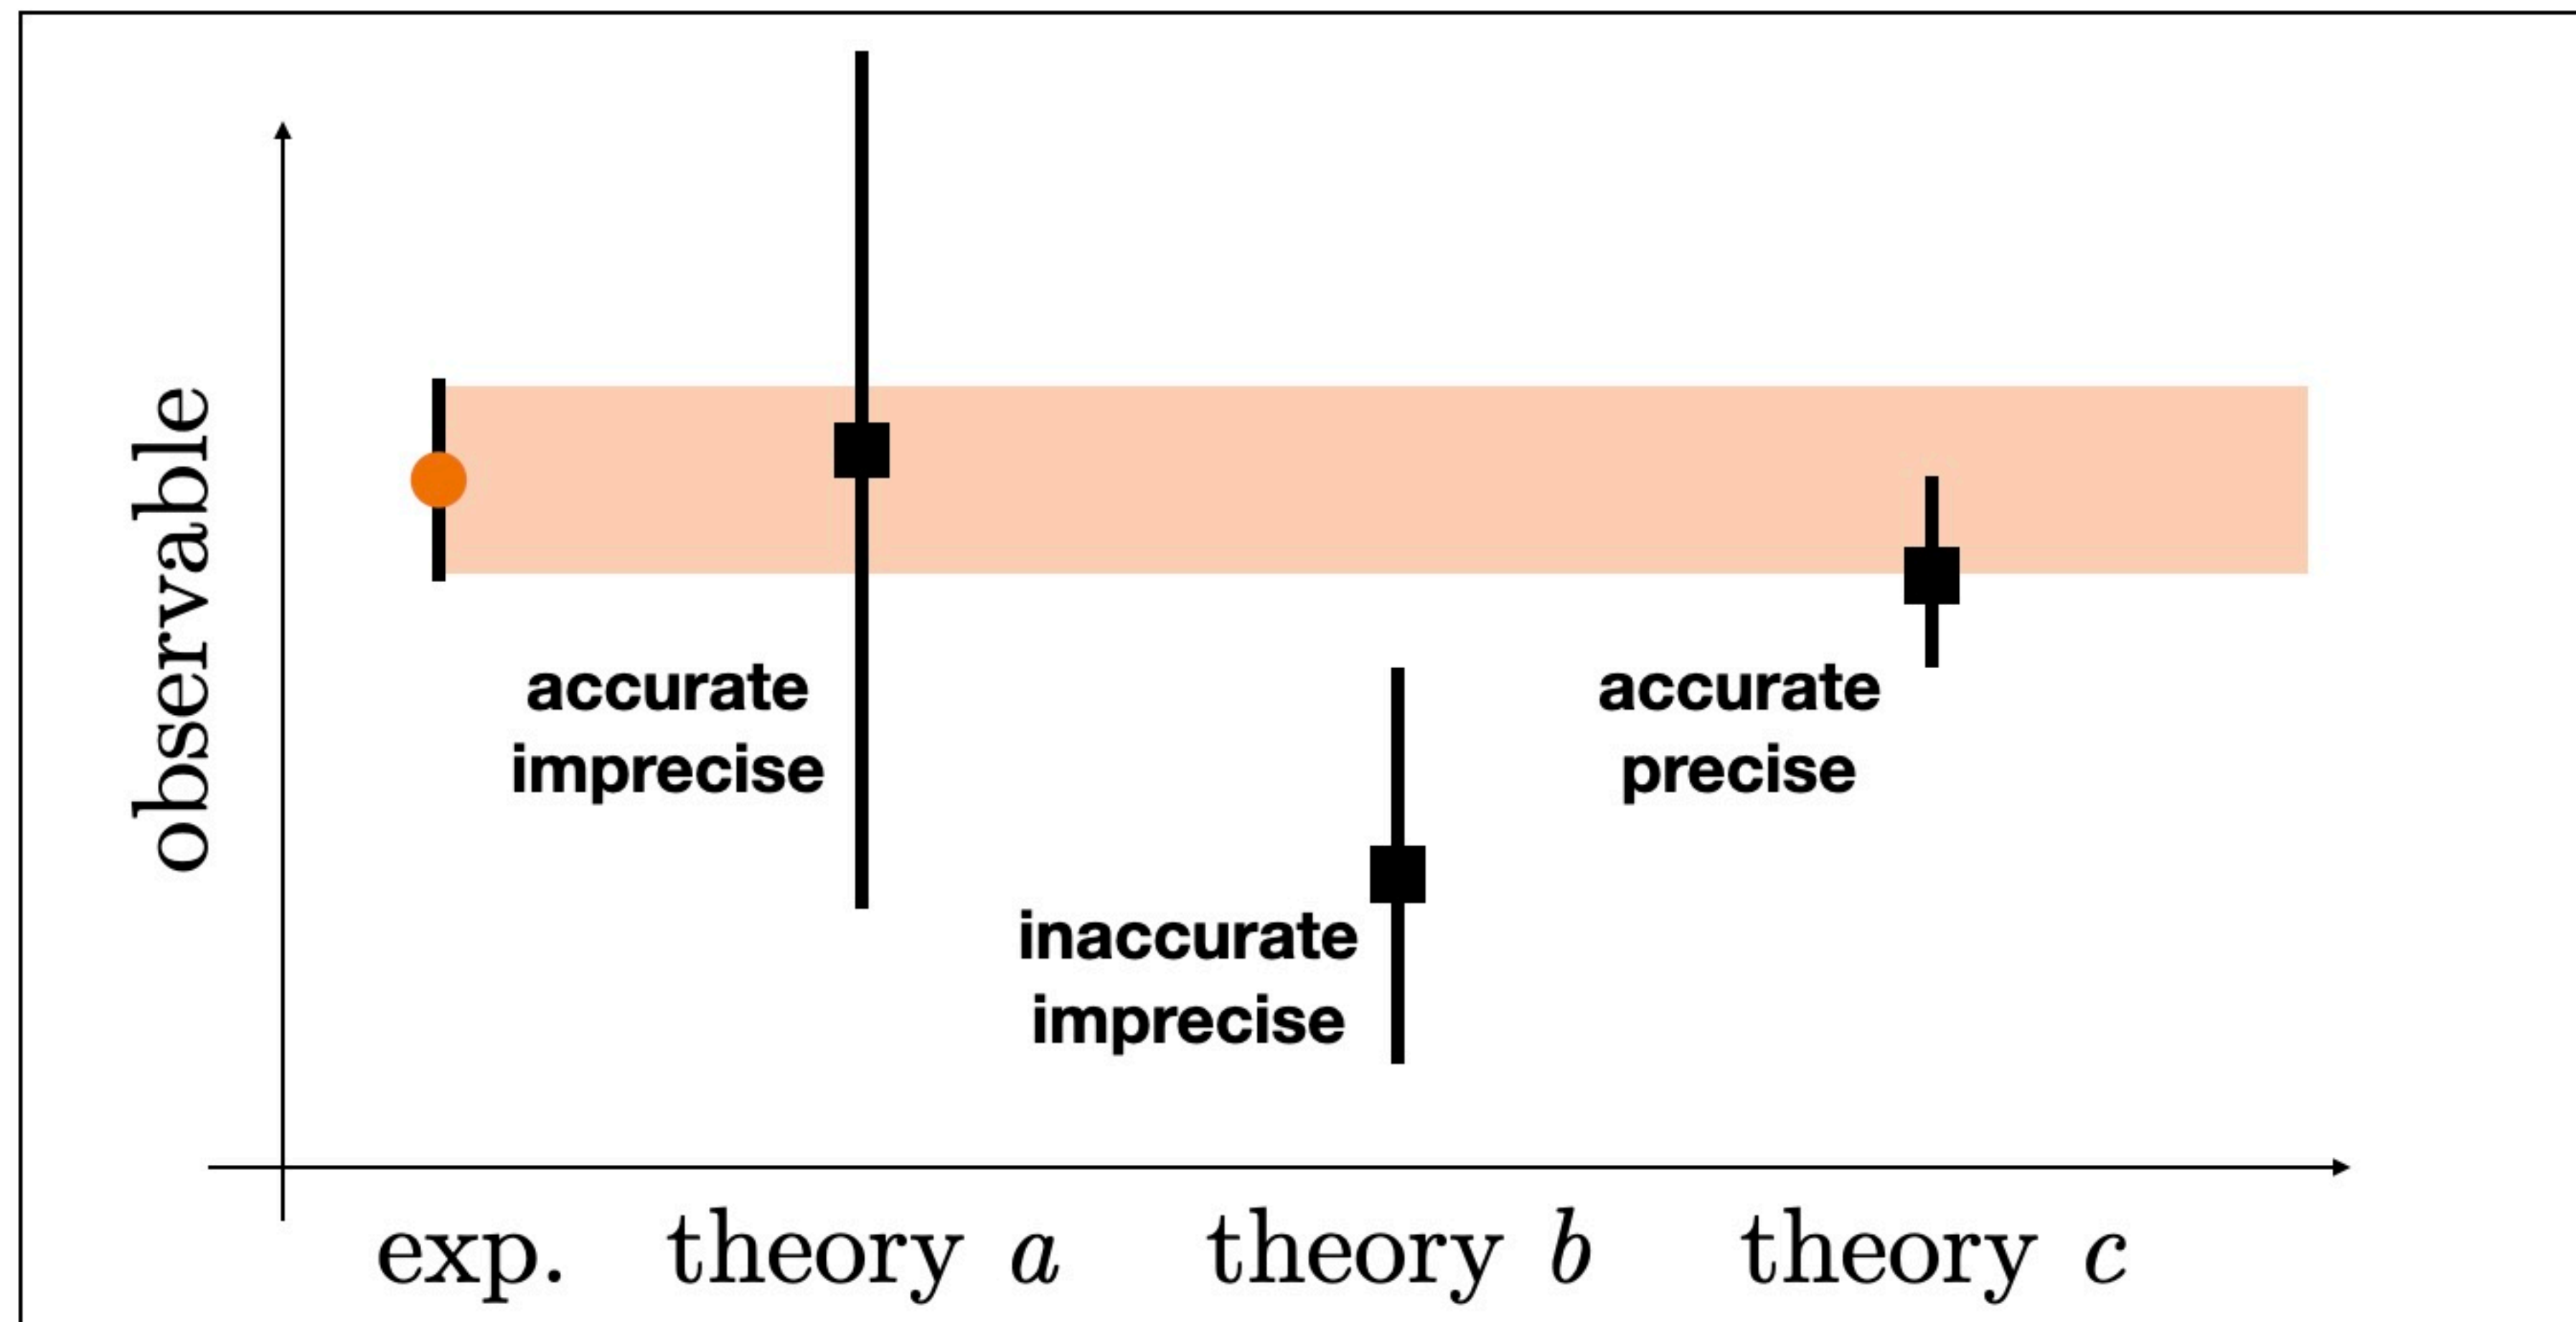 observable
accurate
imprecise
inaccurate
imprecise
accurate
precise
exp.
theory a
theory b
theory c